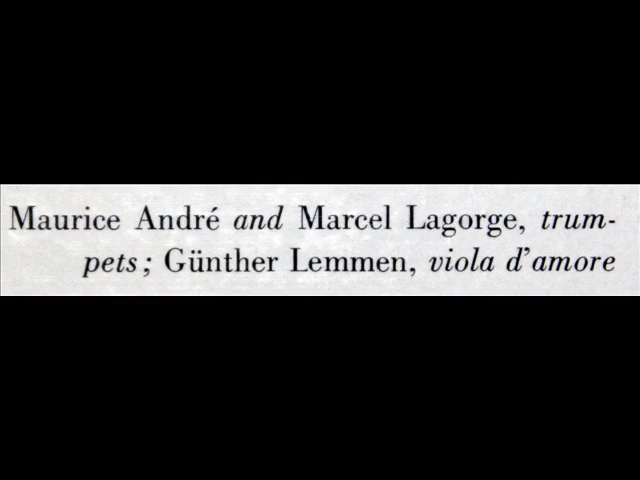 Maurice André and Marcel Lagorge, trum-
pets; Günther Lemmen, viola d'amore